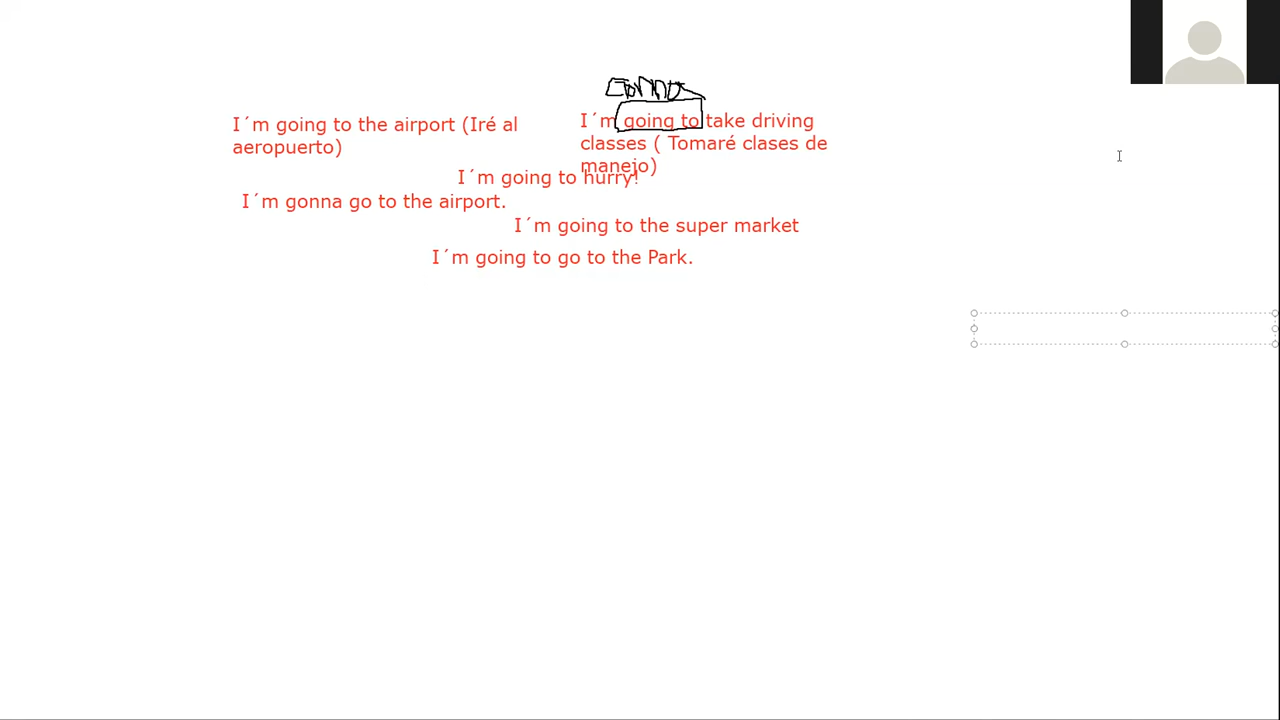 GONNA
I´m going to the airport (Iré al
aeropuerto)
I´m going to take driving
classes ( Tomaré clases de
manejo)
I´m going to hurry!
I´m gonna go to the airport.
I´m going to the super market
I´m going to go to the Park.